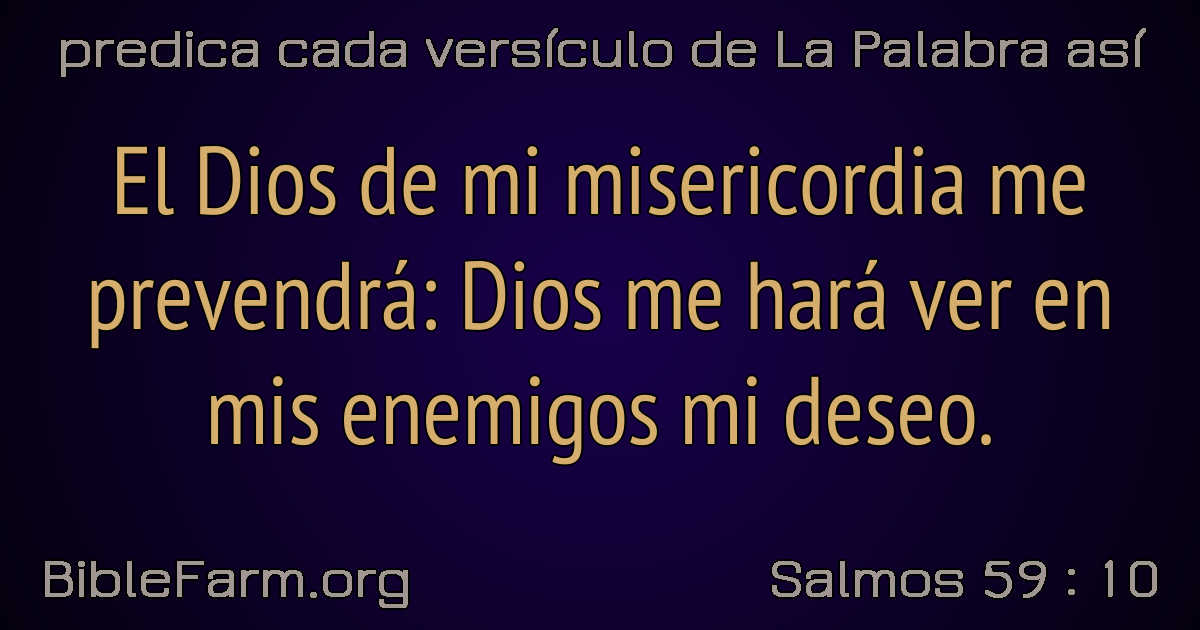 predica cada versículo de La Palabra así
El Dios de mi misericordia me
prevendrá: Dios me hará ver en
mis enemigos mi deseo.
BibleFarm.org
Salmos 59 : 10